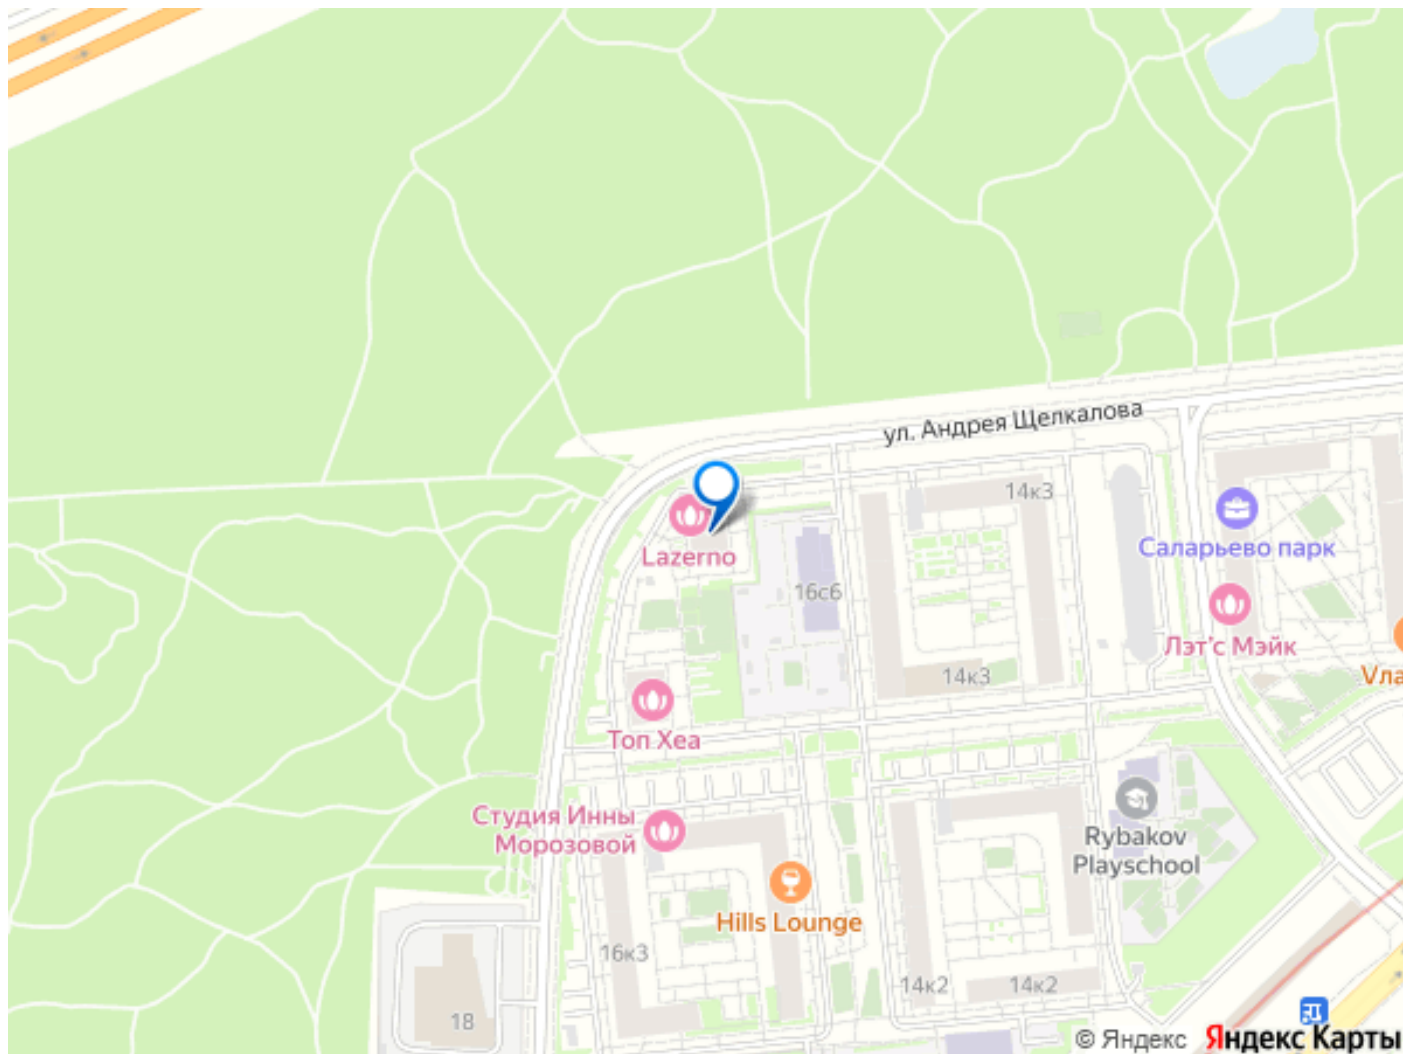 ул. Андрея Щелкалова
14к3
Саларьево парк
Lazerno
16с6
Лэт'с Мэйк
14к3
Vла
Топ Хеа
Студия Инны
Морозовой
Rybakov
Playschool
Hills Lounge
16к3
14к2
14к2
18
© Яндекс Яндекс Карты